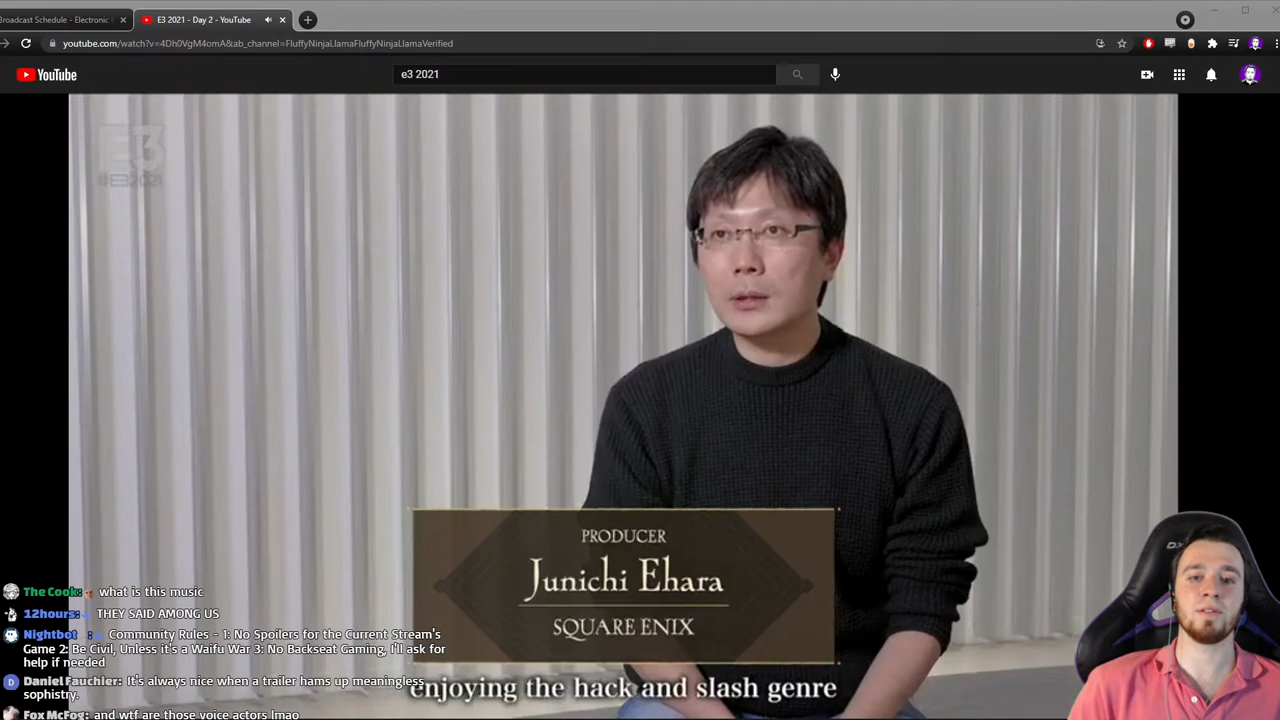 Broadcast Schedule - Electronic E
E3 2021 - Day 2 - YouTube
youtube.com/watch?v=4Dh0VgM4omA&ab_channel=FluffyNinjaLlamaFluffyNinjaLlamaVerified
YouTube
e3 2021
E3
#E32021
PRODUCER
Junichi Ehara
SQUARE ENIX
enjoying the hack and slash genre
The Cook: what is this music
12hours: THEY SAID AMONG US
Nightbot : Community Rules - 1: No Spoilers for the Current Stream's
Game 2: Be Civil, Unless it's a Waifu War 3: No Backseat Gaming, I'll ask for
help if needed
D Daniel Fauchier: It's always nice when a trailer hams up meaningless
sophistry.
Fox McFog: and wtf are those voice actors lmao